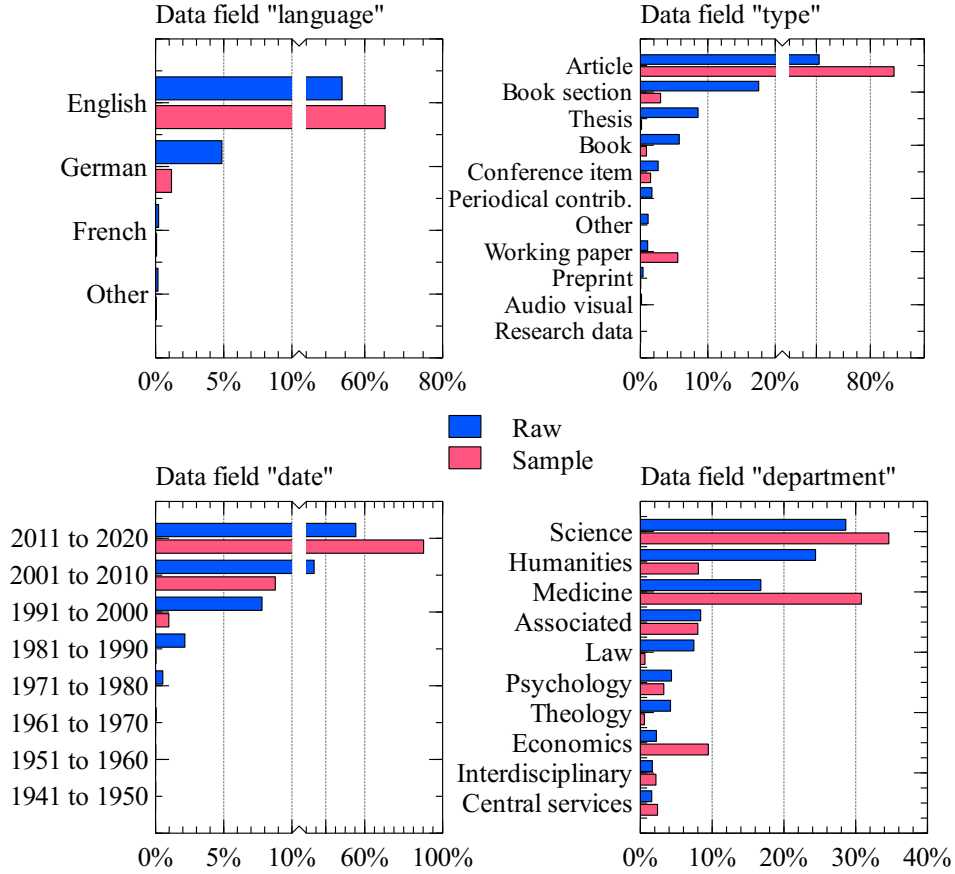 Data field "language"
English
German
French
Other
0% 5% 10% 60% 80%
Data field "type"
Article
Book section
Thesis
Book
Conference item
Periodical contrib.
Other
Working paper
Preprint
Audio visual
Research data
0% 10% 20% 80%
Raw
Sample
Data field "date"
2011 to 2020
2001 to 2010
1991 to 2000
1981 to 1990
1971 to 1980
1961 to 1970
1951 to 1960
1941 to 1950
0% 5% 10% 60% 100%
Data field "department"
Science
Humanities
Medicine
Associated
Law
Psychology
Theology
Economics
Interdisciplinary
Central services
0% 10% 20% 30% 40%